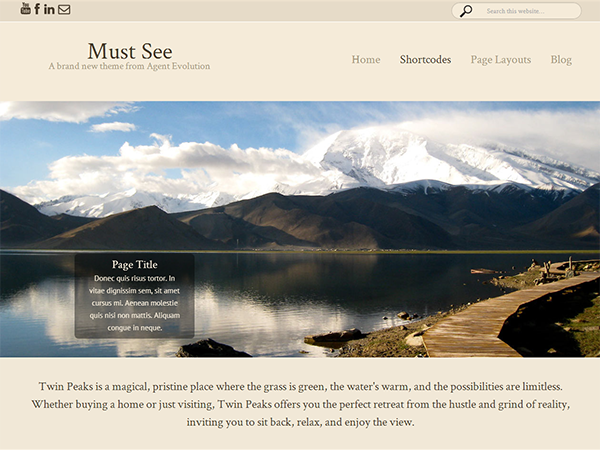 You Tube
Search this website...
Must See
A brand new theme from Agent Evolution
Home Shortcodes Page Layouts Blog
Page Title
Donec quis risus tortor. In
vitae dignissim sem, sit amet
cursus mi. Aenean molestie
quis nisi non mattis. Aliquam
congue in neque.
Twin Peaks is a magical, pristine place where the grass is green, the water's warm, and the possibilities are limitless.
Whether buying a home or just visiting, Twin Peaks offers you the perfect retreat from the hustle and grind of reality,
inviting you to sit back, relax, and enjoy the view.